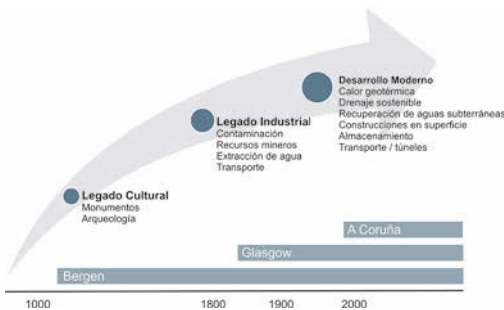 Desarrollo Moderno
Calor geotérmica
Drenaje sostenible
Recuperación de aguas subterráneas
Construcciones en superficie
Almacenamiento
Transporte / túneles
Legado Industrial
Contaminación
Recursos mineros
Extracción de agua
Transporte
Legado Cultural
Monumentos
Arqueología
A Coruña
Glasgow
Bergen
1000 1800 1900 2000